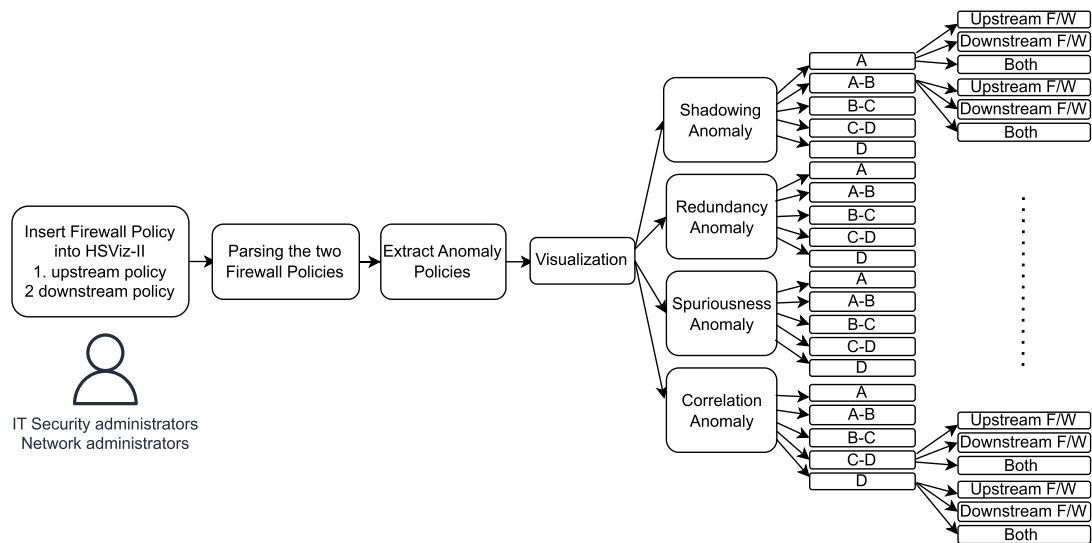 Insert Firewall Policy
into HSViz-II
1. upstream policy
2 downstream policy
IT Security administrators
Network administrators
Parsing the two
Firewall Policies
Extract Anomaly
Policies
Visualization
Shadowing
Anomaly
Redundancy
Anomaly
Spuriousness
Anomaly
Correlation
Anomaly
A
A-B
B-C
C-D
D
A
A-B
B-C
C-D
D
A
A-B
B-C
C-D
D
A
A-B
B-C
C-D
D
Upstream F/W
Downstream F/W
Both
Upstream F/W
Downstream F/W
Both
Upstream F/W
Downstream F/W
Both
Upstream F/W
Downstream F/W
Both